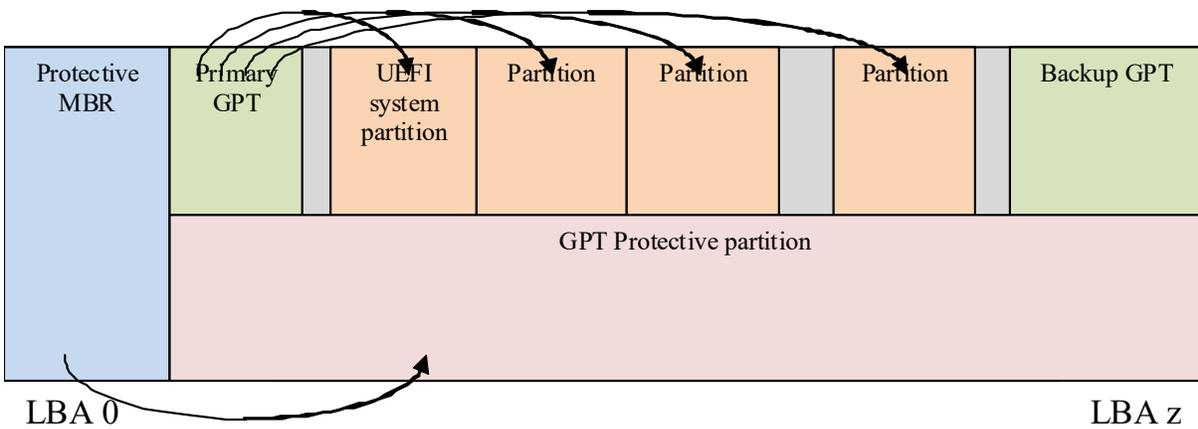 Protective
MBR
Primary
GPT
UEFI
system
partition
Partition
Partition
Partition
Backup GPT
GPT Protective partition
LBA 0
LBA z